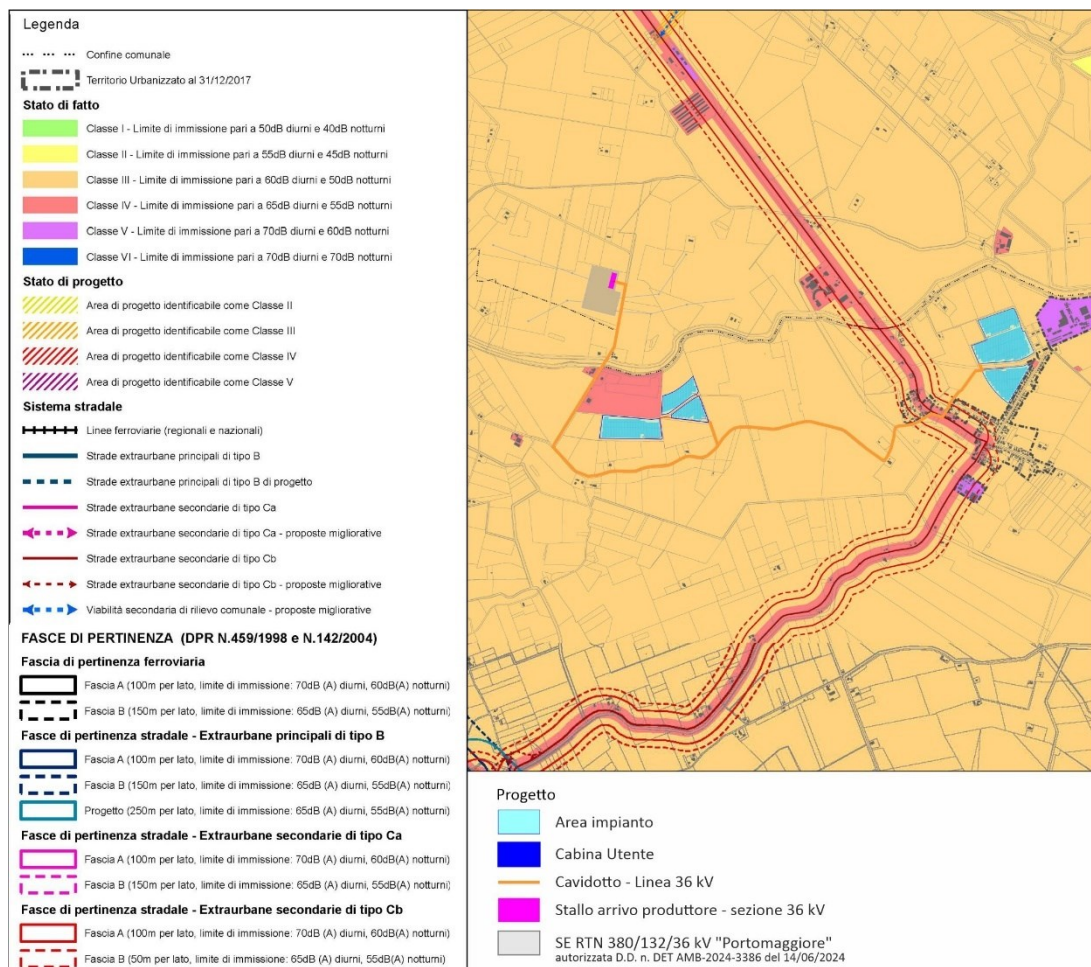 Legenda
Confine comunale
Territorio Urbanizzato al 31/12/2017
Stato di fatto
Classe I - Limite di immissione pari a 50dB diurni e 40dB notturni
Classe II - Limite di immissione pari a 55dB diurni e 45dB notturni
Classe III - Limite di immissione pari a 60dB diurni e 50dB notturni
Classe IV - Limite di immissione pari a 65dB diurni e 55dB notturni
Classe V - Limite di immissione pari a 70dB diurni e 60dB notturni
Classe VI - Limite di immissione pari a 70dB diurni e 70dB notturni
Stato di progetto
Area di progetto identificabile come Classe II
Area di progetto identificabile come Classe III
Area di progetto identificabile come Classe IV
Area di progetto identificabile come Classe V
Sistema stradale
Linee ferroviarie (regionali e nazionali)
Strade extraurbane principali di tipo B
Strade extraurbane principali di tipo B di progetto
Strade extraurbane secondarie di tipo Ca
Strade extraurbane secondarie di tipo Ca - proposte migliorative
Strade extraurbane secondarie di tipo Cb
Strade extraurbane secondarie di tipo Cb - proposte migliorative
Viabilità secondaria di rilievo comunale - proposte migliorative
FASCE DI PERTINENZA (DPR N.459/1998 e N.142/2004)
Fascia di pertinenza ferroviaria
Fascia A (100m per lato, limite di immissione: 70dB (A) diurni, 60dB(A) notturni)
Fascia B (150m per lato, limite di immissione: 65dB (A) diurni, 55dB(A) notturni)
Fasce di pertinenza stradale - Extraurbane principali di tipo B
Fascia A (100m per lato, limite di immissione: 70dB (A) diurni, 60dB(A) notturni)
Fascia B (150m per lato, limite di immissione: 65dB (A) diurni, 55dB(A) notturni)
Progetto (250m per lato, limite di immissione: 65dB (A) diurni, 55dB(A) notturni)
Fasce di pertinenza stradale - Extraurbane secondarie di tipo Ca
Fascia A (100m per lato, limite di immissione: 70dB (A) diurni, 60dB(A) notturni)
Fascia B (150m per lato, limite di immissione: 65dB (A) diurni, 55dB(A) notturni)
Fasce di pertinenza stradale - Extraurbane secondarie di tipo Cb
Fascia A (100m per lato, limite di immissione: 70dB (A) diurni, 60dB(A) notturni)
Fascia B (50m per lato, limite di immissione: 65dB (A) diurni, 55dB(A) notturni)
Progetto
Area impianto
Cabina Utente
Cavidotto - Linea 36 kV
Stallo arrivo produttore - sezione 36 kV
SE RTN 380/132/36 kV "Portomaggiore"
autorizzata D.D. n. DET AMB-2024-3386 del 14/06/2024